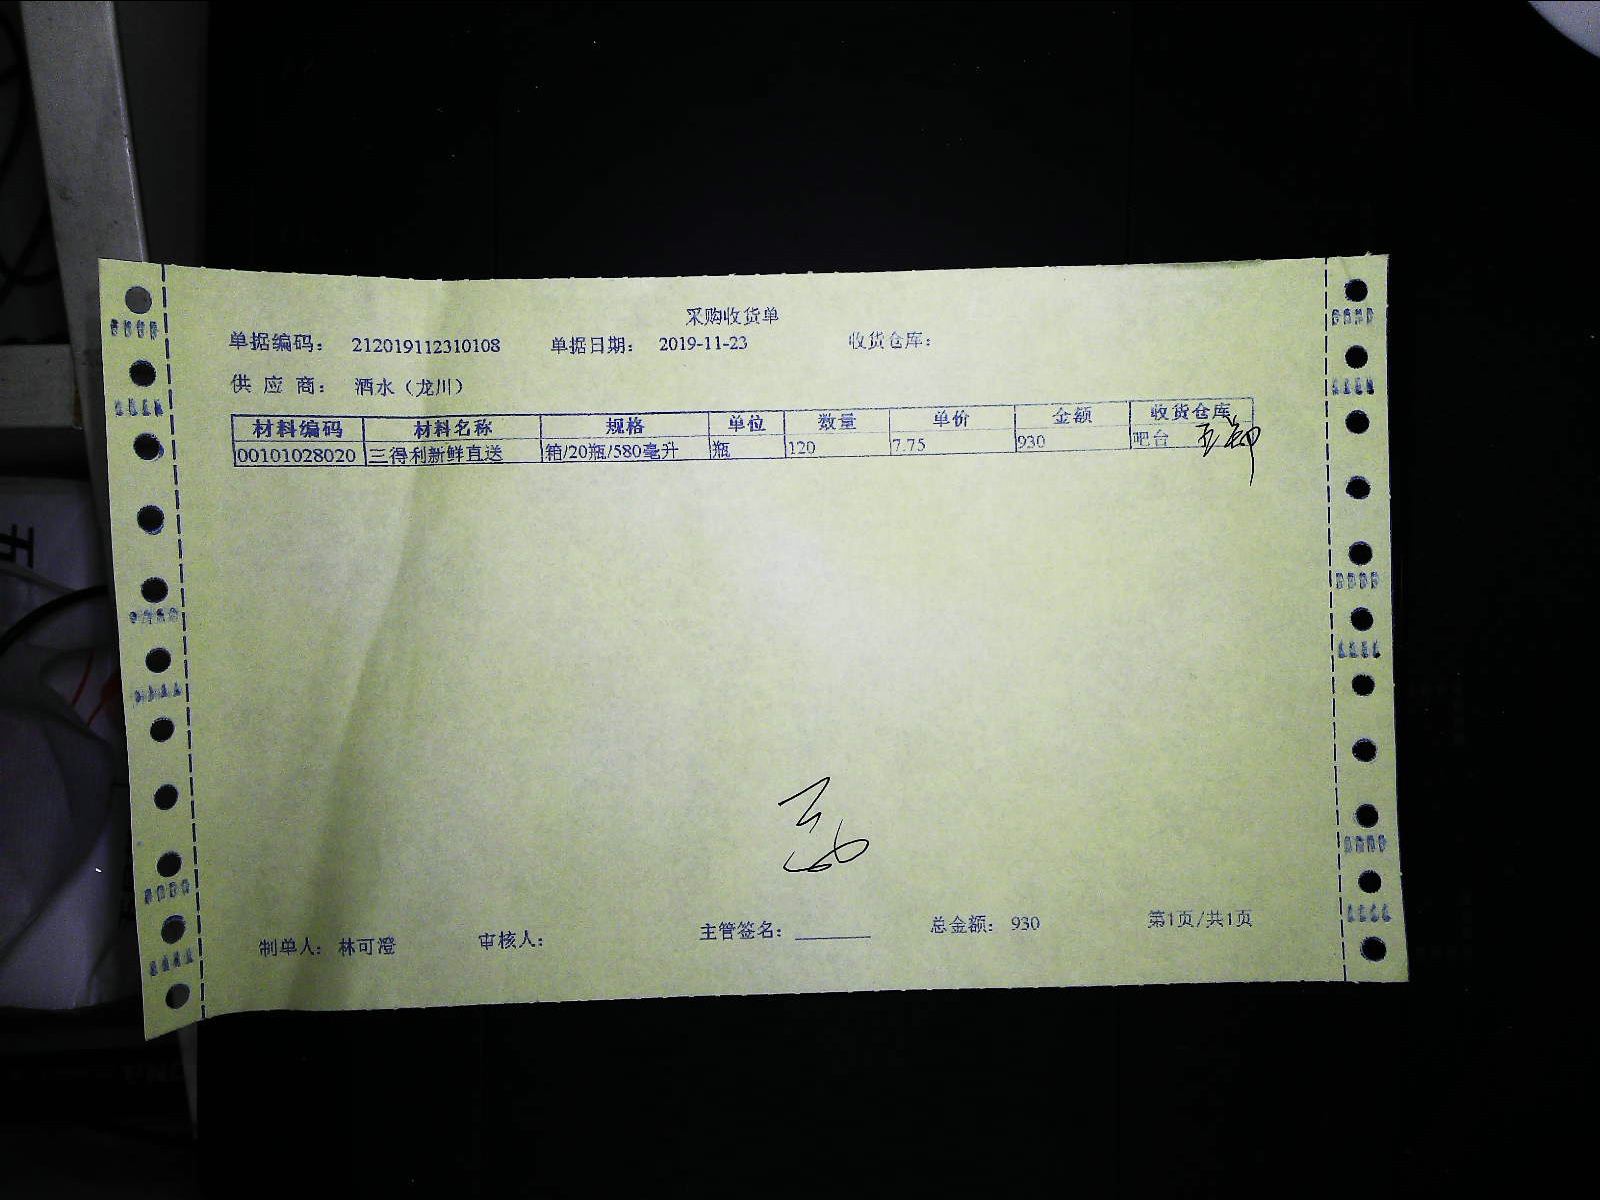 采购收货单
单据编码： 212019112310108 单据日期： 2019-11-23 收货仓库：
供 应 商： 酒水（龙川）
材料编码 材料名称 规格 单位 数量 单价 金额 收货仓库
00101028020 三得利新鲜直送 箱/20瓶/580毫升 瓶 120 7.75 930 吧台
制单人： 林可澄 审核人： 主管签名： 总金额： 930 第1页/共1页